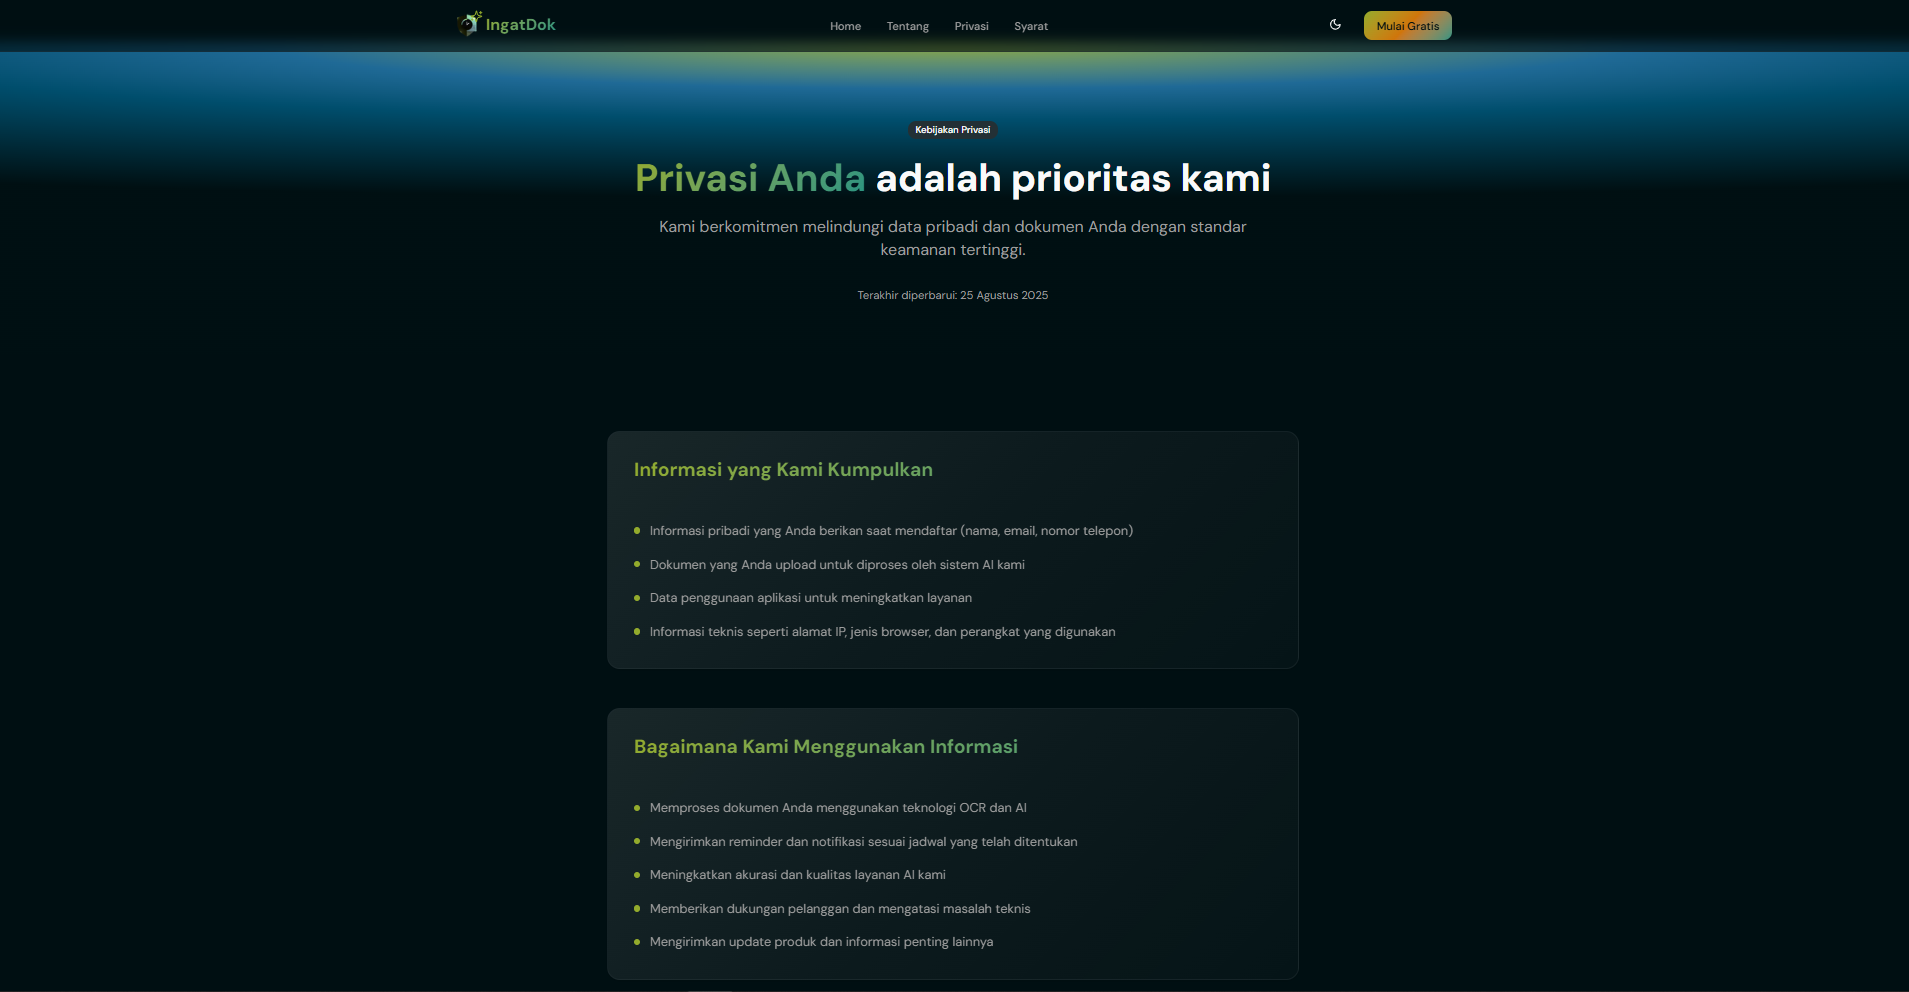 IngatDok
Home
Tentang
Privasi
Syarat
Mulai Gratis
Kebijakan Privasi
Privasi Anda adalah prioritas kami
Kami berkomitmen melindungi data pribadi dan dokumen Anda dengan standar
keamanan tertinggi.
Terakhir diperbarui: 25 Agustus 2025
Informasi yang Kami Kumpulkan
Informasi pribadi yang Anda berikan saat mendaftar (nama, email, nomor telepon)
Dokumen yang Anda upload untuk diproses oleh sistem AI kami
Data penggunaan aplikasi untuk meningkatkan layanan
Informasi teknis seperti alamat IP, jenis browser, dan perangkat yang digunakan
Bagaimana Kami Menggunakan Informasi
Memproses dokumen Anda menggunakan teknologi OCR dan AI
Mengirimkan reminder dan notifikasi sesuai jadwal yang telah ditentukan
Meningkatkan akurasi dan kualitas layanan AI kami
Memberikan dukungan pelanggan dan mengatasi masalah teknis
Mengirimkan update produk dan informasi penting lainnya